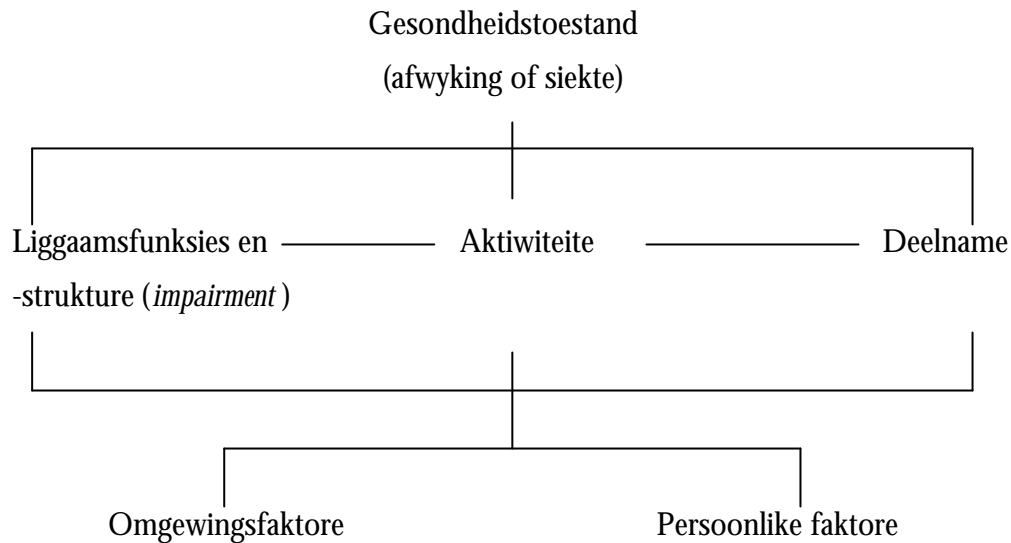 Gesondheidstoestand
(afwyking of siekte)
Liggaamsfunksies en
-strukture (impairment )
Aktiwiteite
Deelname
Omgewingsfaktore
Persoonlike faktore